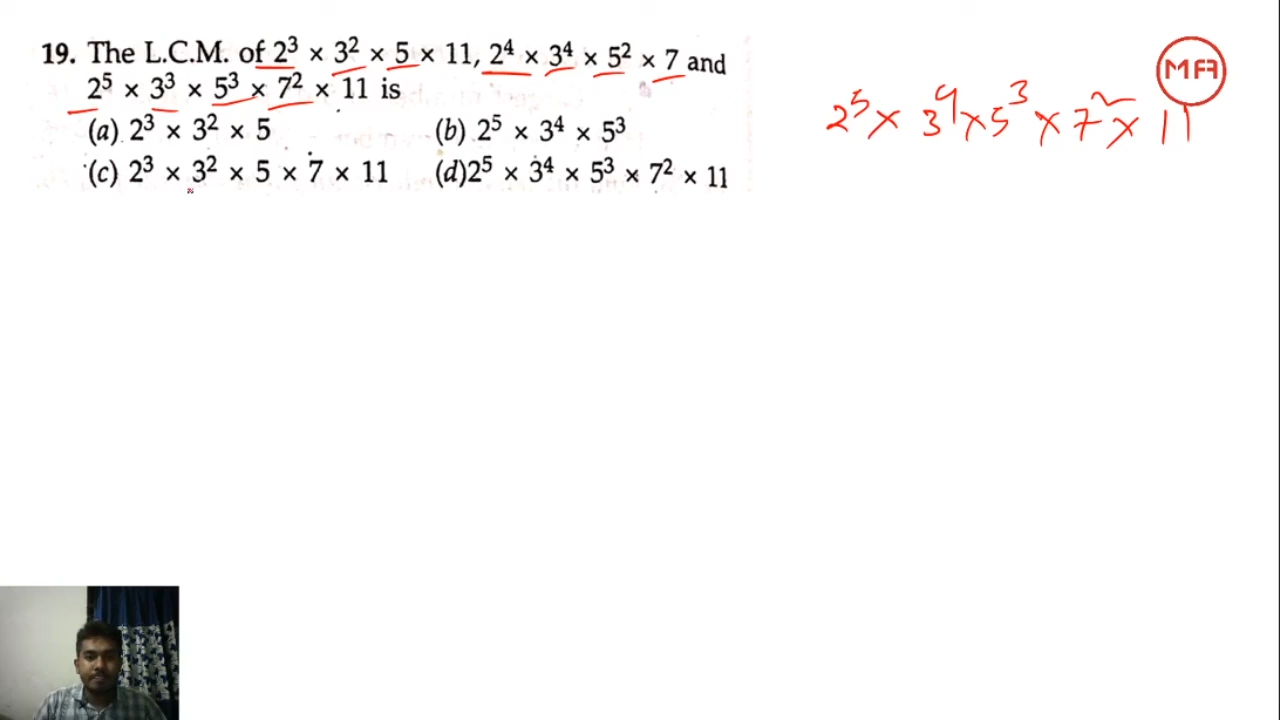 19. The L.C.M. of 2³ × 3² × 5 × 11, 2⁴ × 3⁴ × 5² × 7 and
2⁵ × 3³ × 5³ × 7² × 11 is
(a) 2³ × 3² × 5 (b) 2⁵ × 3⁴ × 5³
(c) 2³ × 3² × 5 × 7 × 11 (d) 2⁵ × 3⁴ × 5³ × 7² × 11
MFA
2⁵ × 3⁴ × 5³ × 7² × 11